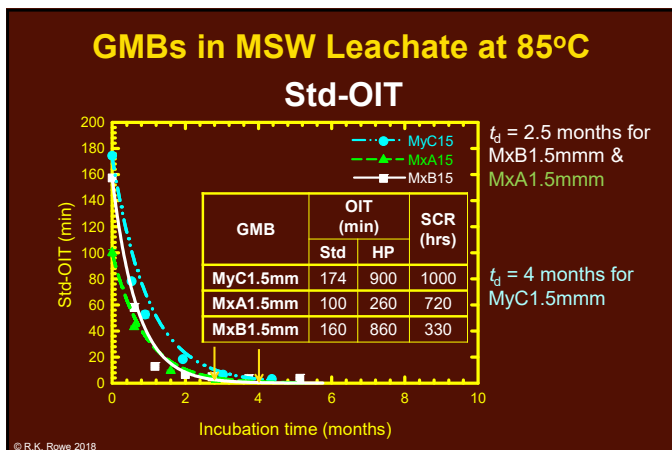 GMBs in MSW Leachate at 85°C
Std-OIT
200
180
160
140
120
100
80
60
40
20
0
Std-OIT (min)
MyC15
MxA15
MxB15
GMB
OIT (min)
SCR (hrs)
Std
HP
MyC1.5mm 174 900 1000
MxA1.5mm 100 260 720
MxB1.5mm 160 860 330
0 2 4 6 8 10
Incubation time (months)
t_d = 2.5 months for
MxB1.5mmm &
MxA1.5mmm
t_d = 4 months for
MyC1.5mmm
© R.K. Rowe 2018